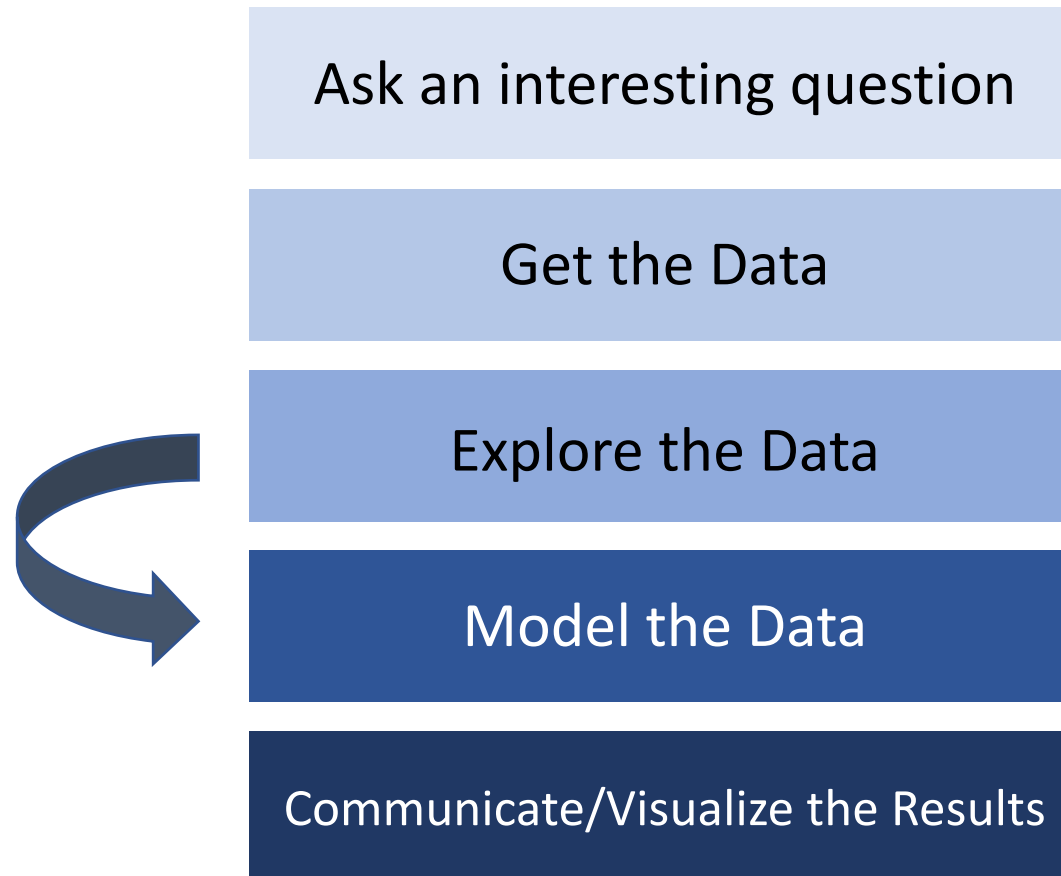 Ask an interesting question
Get the Data
Explore the Data
Model the Data
Communicate/Visualize the Results